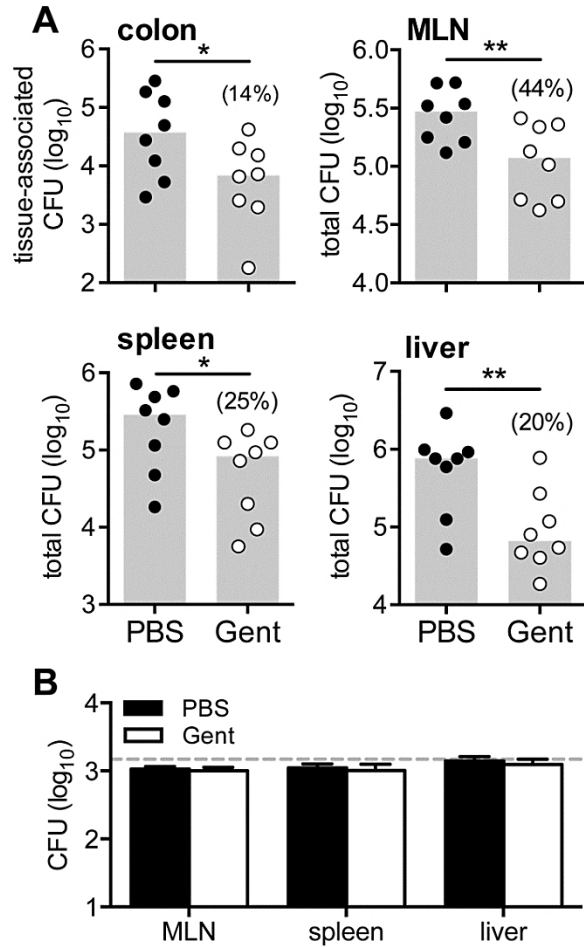 A
colon
*
(14%)
tissue-associated
CFU (log10)
6
5
4
3
2
MLN
**
(44%)
total CFU (log10)
6.0
5.5
5.0
4.5
4.0
spleen
*
(25%)
total CFU (log10)
6
5
4
3
PBS Gent
liver
**
(20%)
total CFU (log10)
7
6
5
4
PBS Gent
B
PBS
Gent
CFU (log10)
4
3
2
1
MLN spleen liver